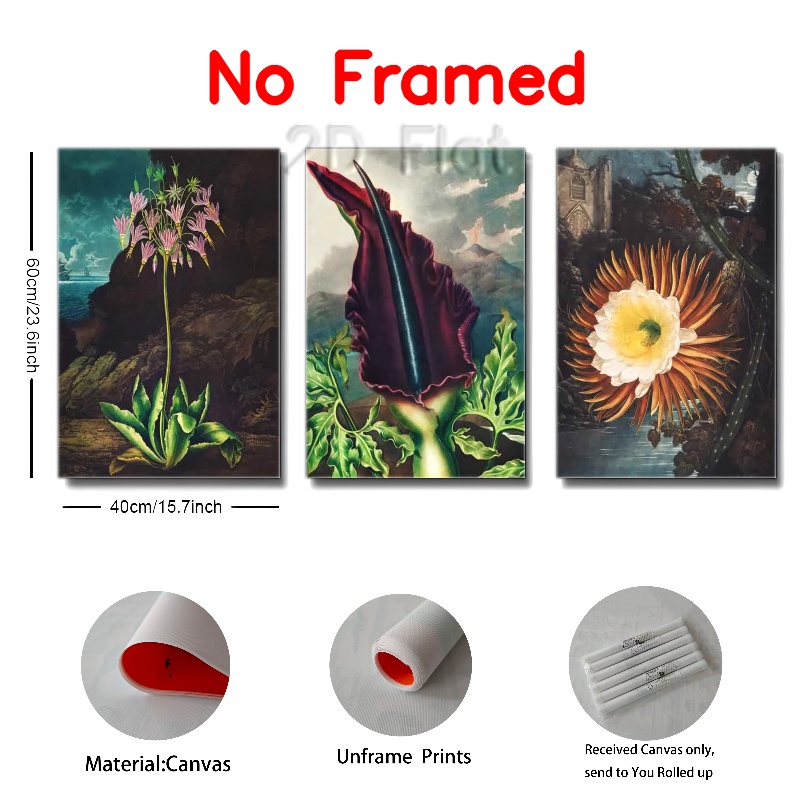 No Framed
2D Flat
60cm/23.6inch
40cm/15.7inch
Material:Canvas
Unframe Prints
Received Canvas only,
send to You Rolled up